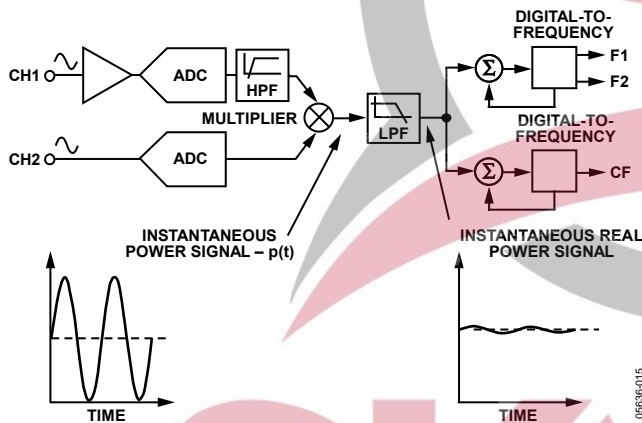 DIGITAL-TO-
FREQUENCY
CH1
ADC
HPF
Σ
F1
F2
MULTIPLIER
LPF
DIGITAL-TO-
FREQUENCY
CH2
ADC
Σ
CF
INSTANTANEOUS
POWER SIGNAL – p(t)
INSTANTANEOUS REAL
POWER SIGNAL
TIME
TIME
05636-015